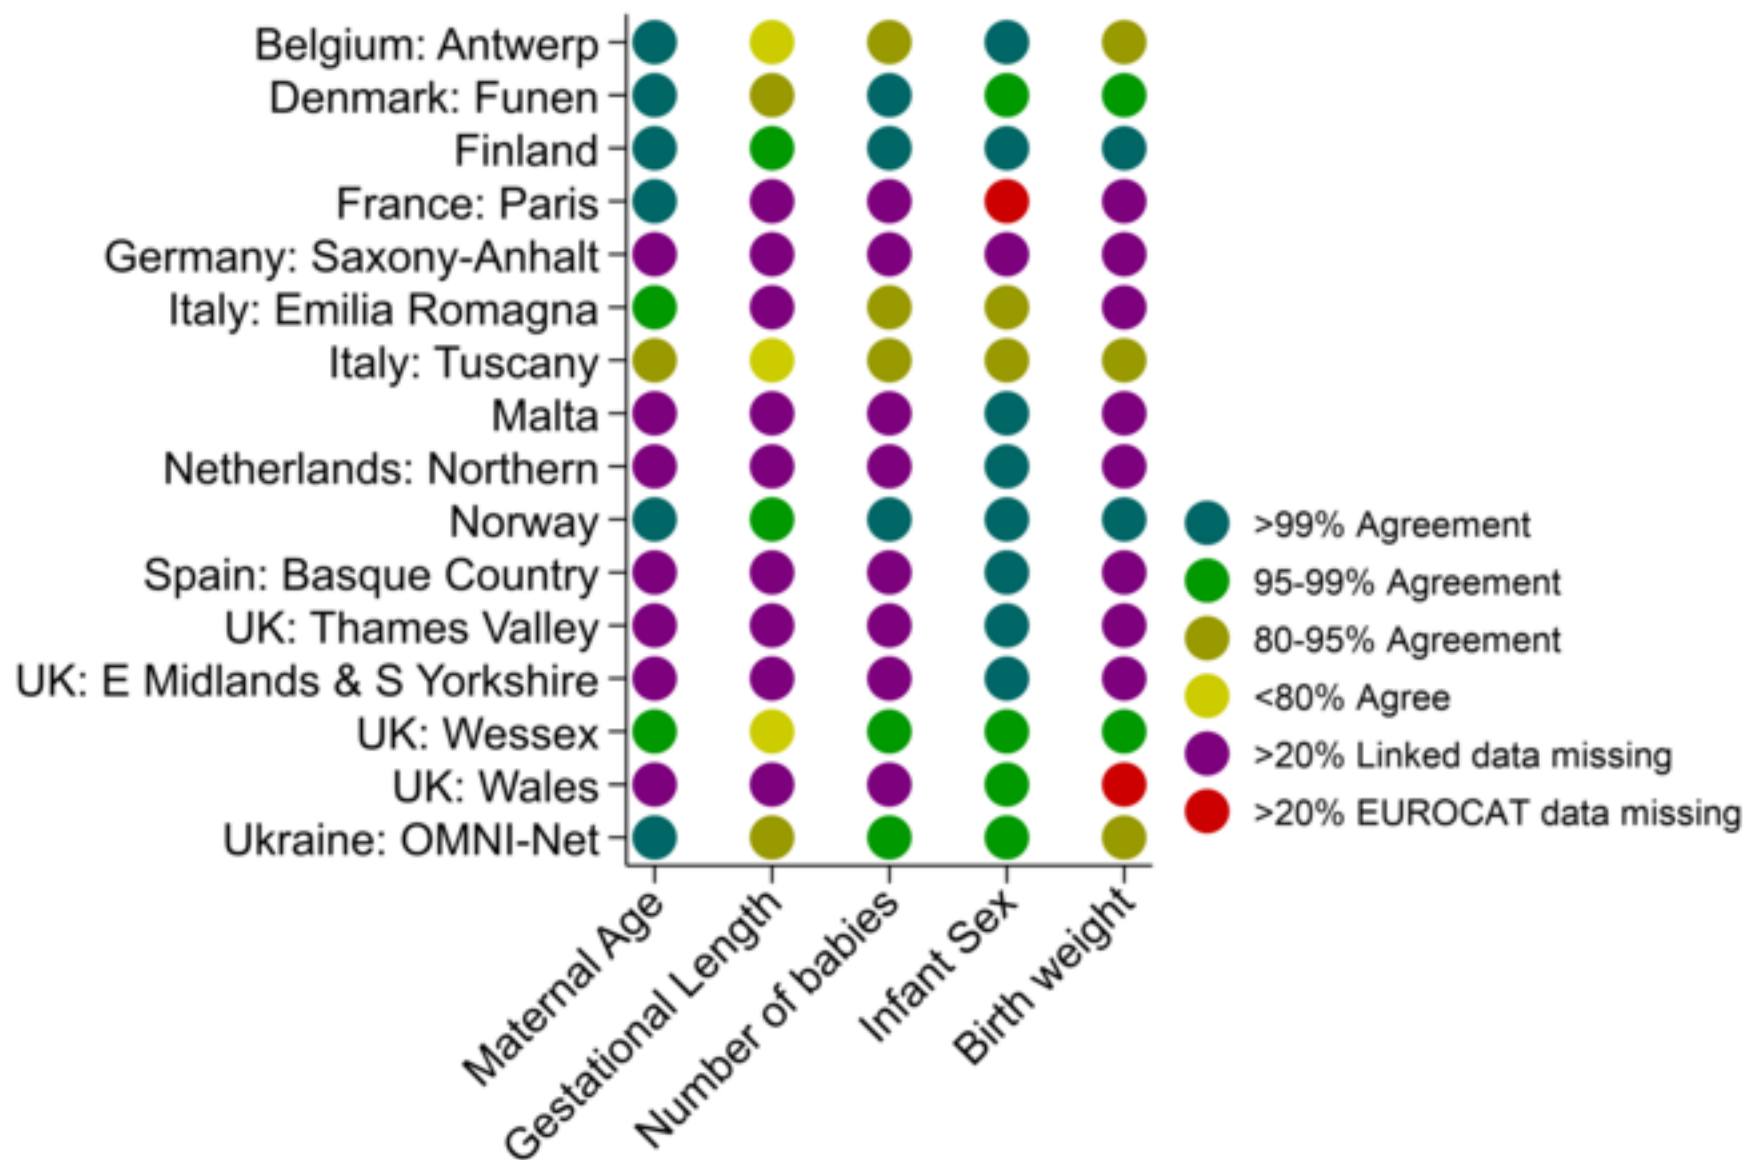 Belgium: Antwerp
Denmark: Funen
Finland
France: Paris
Germany: Saxony-Anhalt
Italy: Emilia Romagna
Italy: Tuscany
Malta
Netherlands: Northern
Norway
Spain: Basque Country
UK: Thames Valley
UK: E Midlands & S Yorkshire
UK: Wessex
UK: Wales
Ukraine: OMNI-Net
>99% Agreement
95-99% Agreement
80-95% Agreement
<80% Agree
>20% Linked data missing
>20% EUROCAT data missing
Maternal Age
Gestational Length
Number of babies
Infant Sex
Birth weight